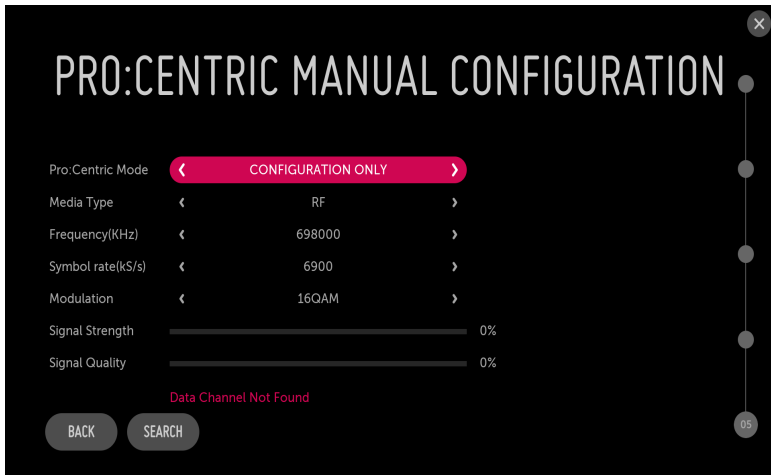 PRO:CENTRIC MANUAL CONFIGURATION
Pro:Centric Mode CONFIGURATION ONLY
Media Type RF
Frequency(KHz) 698000
Symbol rate(kS/s) 6900
Modulation 16QAM
Signal Strength 0%
Signal Quality 0%
Data Channel Not Found
BACK SEARCH 05